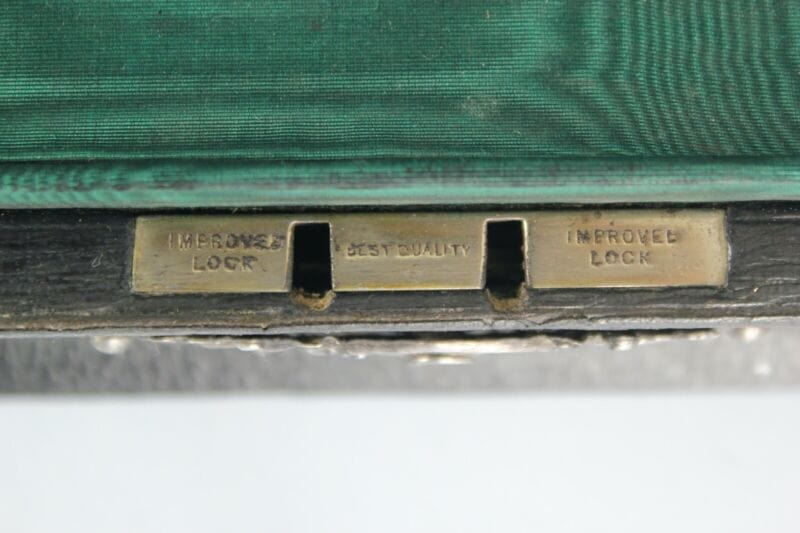 IMPROVED
LOCK
BEST QUALITY
IMPROVED
LOCK